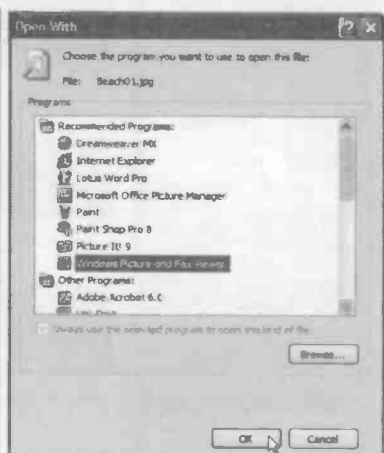 Open With
Choose the program you want to use to open this file:
File: Beach01.jpg
Programs
Recommended Programs:
Dreamweaver MX
Internet Explorer
Lotus Word Pro
Microsoft Office Picture Manager
Paint
Paint Shop Pro 8
Picture It! 9
Windows Picture and Fax Viewer
Other Programs:
Adobe Acrobat 6.0
Always use the selected program to open this kind of file
Browse...
OK
Cancel